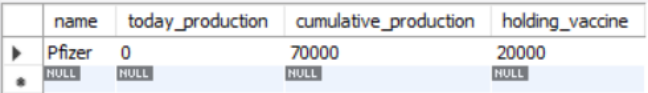 name today_production cumulative_production holding_vaccine
Pfizer 0 70000 20000
NULL NULL NULL NULL